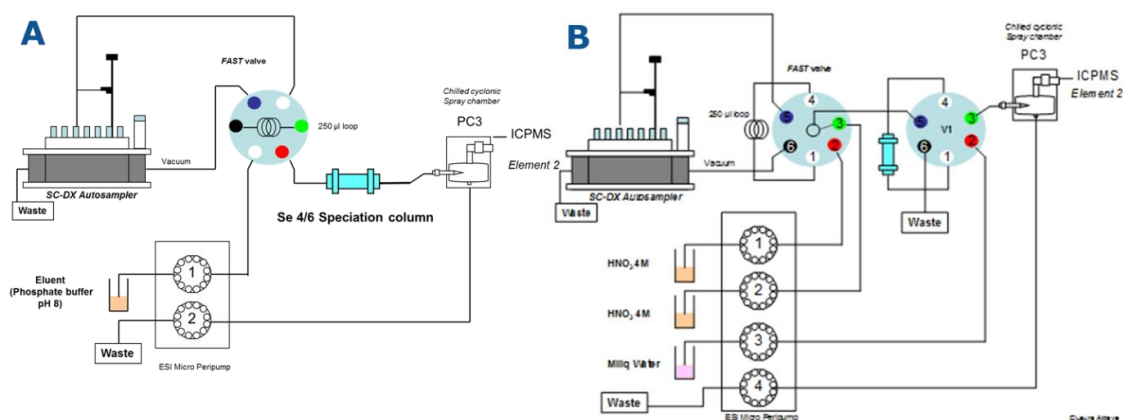 A
FAST valve
250 µl loop
Chilled cyclonic
Spray chamber
PC3
ICPMS
Element 2
Vacuum
Waste
SC-DX Autosampler
Se 4/6 Speciation column
Eluent
(Phosphate buffer
pH 8)
1
2
Waste
ESI Micro Peripump
B
Chilled cyclonic
Spray chamber
PC3
FAST valve
ICPMS
Element 2
4
4
250 µl loop
5
3
5
V1
3
6
2
6
2
1
1
Vacuum
SC-DX Autosampler
Waste
Waste
HNO3 4M
1
HNO3 4M
2
Milliq Water
3
Waste
4
ESI Micro Peripump